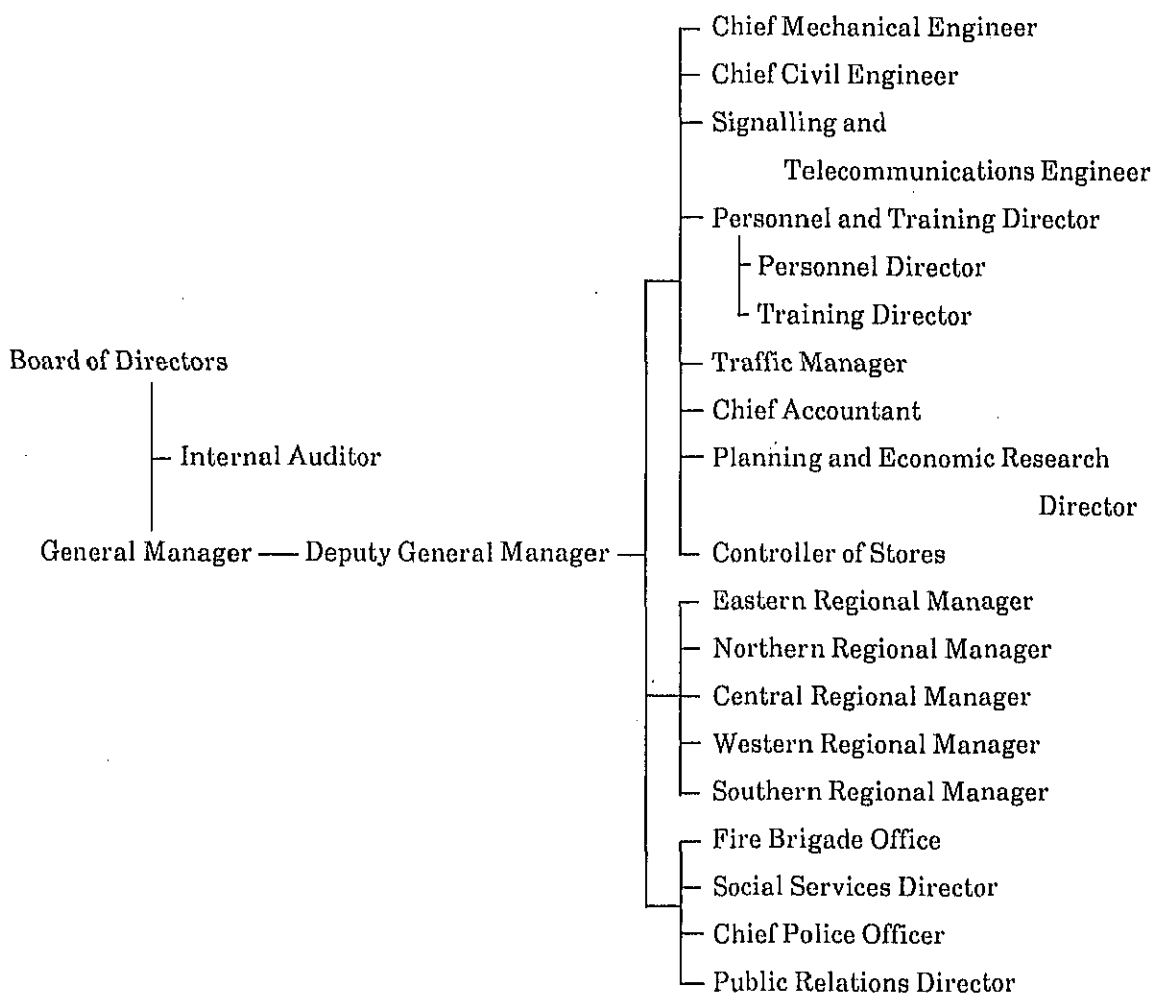 Board of Directors
Internal Auditor
General Manager
Deputy General Manager
Chief Mechanical Engineer
Chief Civil Engineer
Signalling and
Telecommunications Engineer
Personnel and Training Director
Personnel Director
Training Director
Traffic Manager
Chief Accountant
Planning and Economic Research
Director
Controller of Stores
Eastern Regional Manager
Northern Regional Manager
Central Regional Manager
Western Regional Manager
Southern Regional Manager
Fire Brigade Office
Social Services Director
Chief Police Officer
Public Relations Director